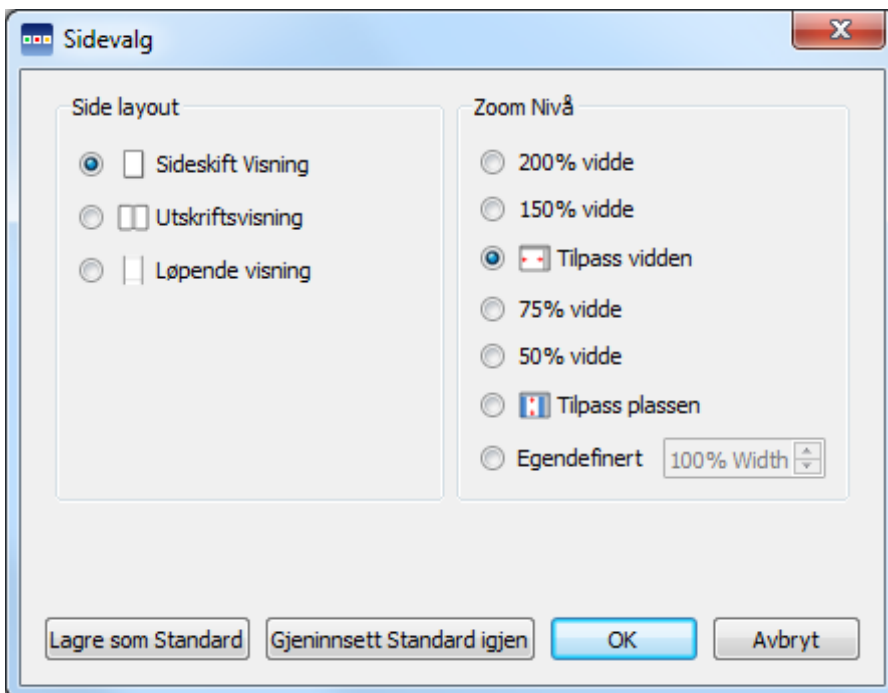 Sidevalg
Side layout
Sideskift Visning
Utskriftsvisning
Løpende visning
Zoom Nivå
200% vidde
150% vidde
Tilpass vidden
75% vidde
50% vidde
Tilpass plassen
Egendefinert 100% Width
Lagre som Standard Gjeninnsett Standard igjen OK Avbryt